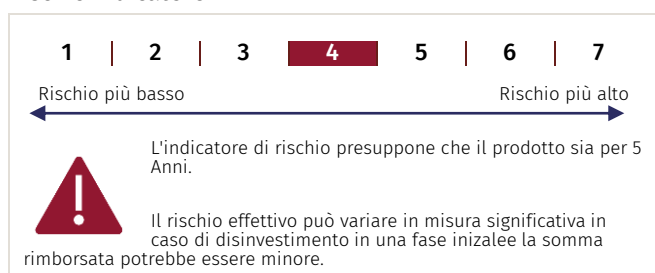 1 | 2 | 3 | 4 | 5 | 6 | 7
Rischio più basso Rischio più alto
L'indicatore di rischio presuppone che il prodotto sia per 5
Anni.
Il rischio effettivo può variare in misura significativa in
caso di disinvestimento in una fase inizalee la somma
rimborsata potrebbe essere minore.